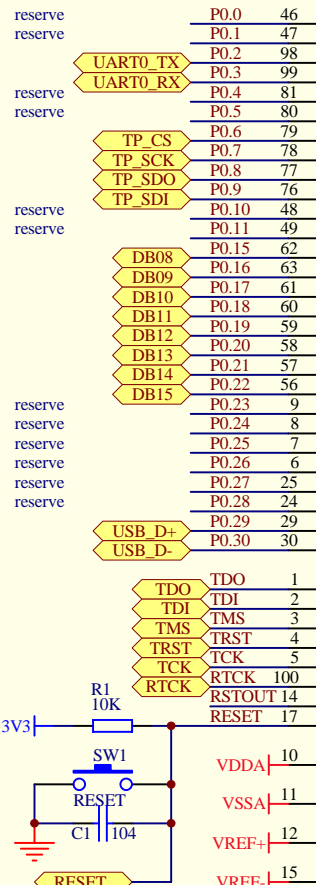 reserve P0.0 46
reserve P0.1 47
UART0_TX P0.2 98
UART0_RX P0.3 99
reserve P0.4 81
reserve P0.5 80
TP_CS P0.6 79
TP_SCK P0.7 78
TP_SDO P0.8 77
TP_SDI P0.9 76
reserve P0.10 48
reserve P0.11 49
DB08 P0.15 62
DB09 P0.16 63
DB10 P0.17 61
DB11 P0.18 60
DB12 P0.19 59
DB13 P0.20 58
DB14 P0.21 57
DB15 P0.22 56
reserve P0.23 9
reserve P0.24 8
reserve P0.25 7
reserve P0.26 6
reserve P0.27 25
reserve P0.28 24
USB_D+ P0.29 29
USB_D- P0.30 30
TDO TDO 1
TDI TDI 2
TMS TMS 3
TRST TRST 4
TCK TCK 5
RTCK RTCK 100
RSTOUT 14
R1
10K
3V3 RESET 17
SW1
VDDA 10
RESET
VSSA 11
C1 104
VREF+ 12
RESET
VREF- 15